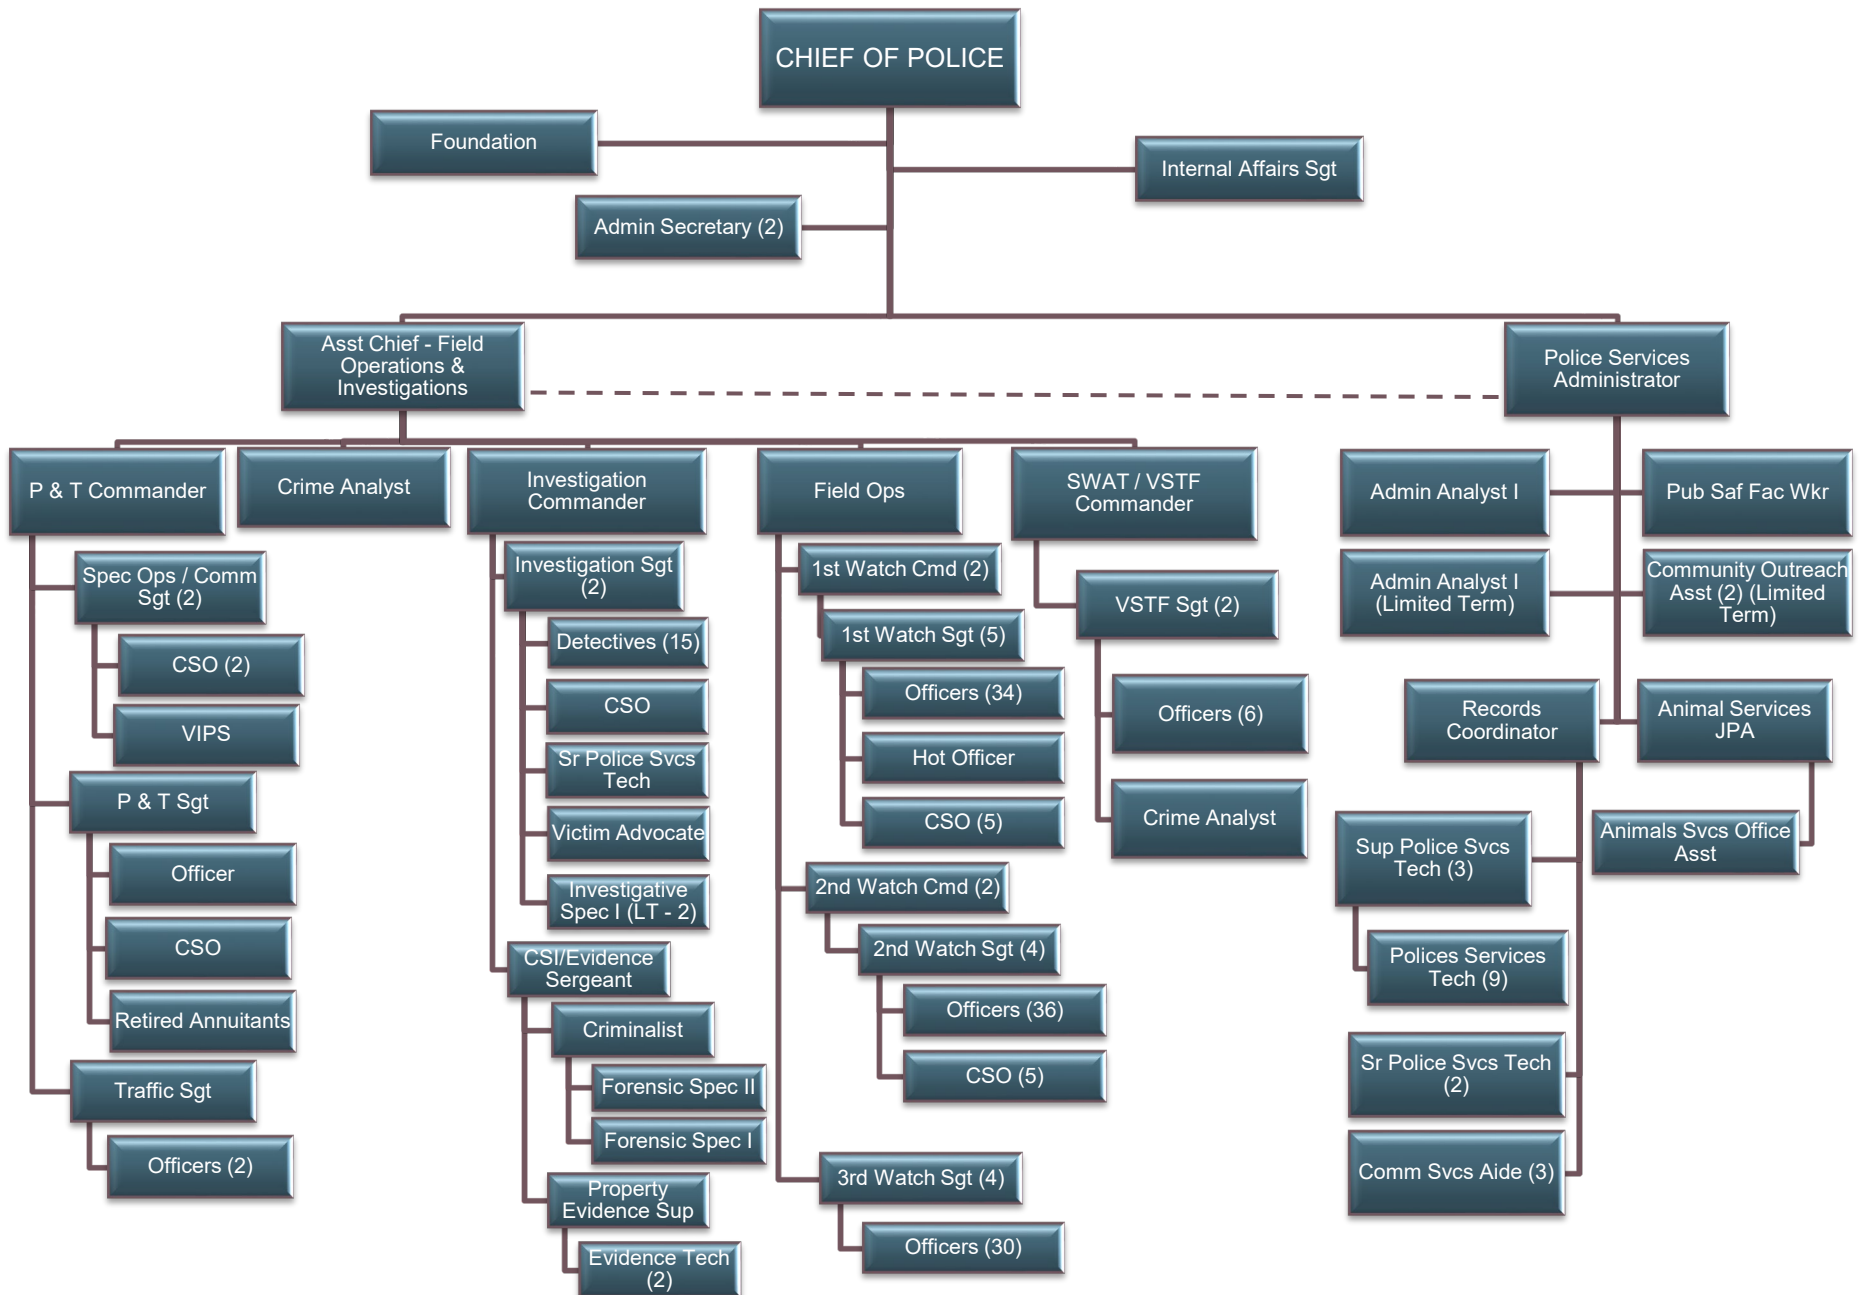 CHIEF OF POLICE
Foundation
Internal Affairs Sgt
Admin Secretary (2)
Asst Chief - Field
Operations &
Investigations
Police Services
Administrator
P & T Commander
Spec Ops / Comm
Sgt (2)
CSO (2)
VIPS
P & T Sgt
Officer
CSO
Retired Annuitants
Traffic Sgt
Officers (2)
Crime Analyst
Investigation
Commander
Investigation Sgt
(2)
Detectives (15)
CSO
Sr Police Svcs
Tech
Victim Advocate
Investigative
Spec I (LT - 2)
CSI/Evidence
Sergeant
Criminalist
Forensic Spec II
Forensic Spec I
Property
Evidence Sup
Evidence Tech
(2)
Field Ops
1st Watch Cmd (2)
1st Watch Sgt (5)
Officers (34)
Hot Officer
CSO (5)
2nd Watch Cmd (2)
2nd Watch Sgt (4)
Officers (36)
CSO (5)
3rd Watch Sgt (4)
Officers (30)
SWAT / VSTF
Commander
VSTF Sgt (2)
Officers (6)
Crime Analyst
Admin Analyst I
Pub Saf Fac Wkr
Admin Analyst I
(Limited Term)
Community Outreach
Asst (2) (Limited
Term)
Records
Coordinator
Sup Police Svcs
Tech (3)
Polices Services
Tech (9)
Sr Police Svcs Tech
(2)
Comm Svcs Aide (3)
Animal Services
JPA
Animals Svcs Office
Asst